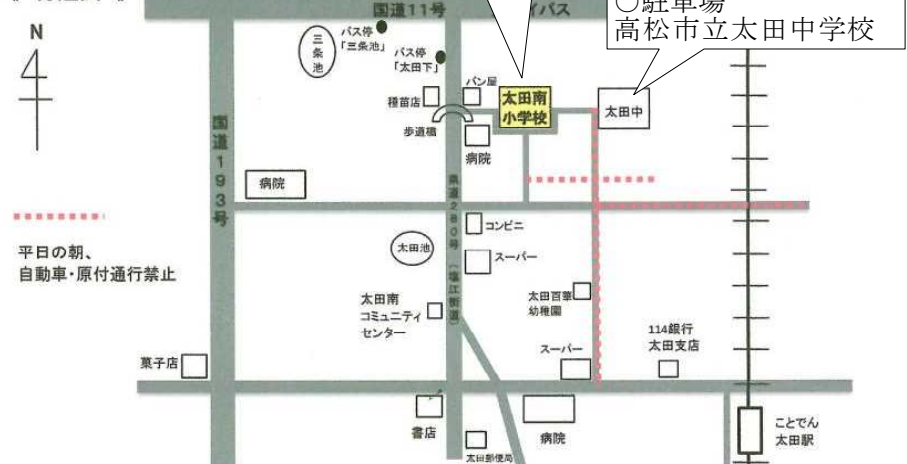 国道11号
イパス
○駐車場
高松市立太田中学校
N
三条池
バス停
「三条池」
バス停
「太田下」
パン屋
種苗店
太田南
小学校
太田中
歩道橋
病院
国道193号
病院
県道280号(塩江街道)
コンビニ
太田池
スーパー
平日の朝、
自動車・原付通行禁止
太田南
コミュニティ
センター
太田百華
幼稚園
114銀行
太田支店
スーパー
菓子店
書店
太田郵便局
病院
ことでん
太田駅